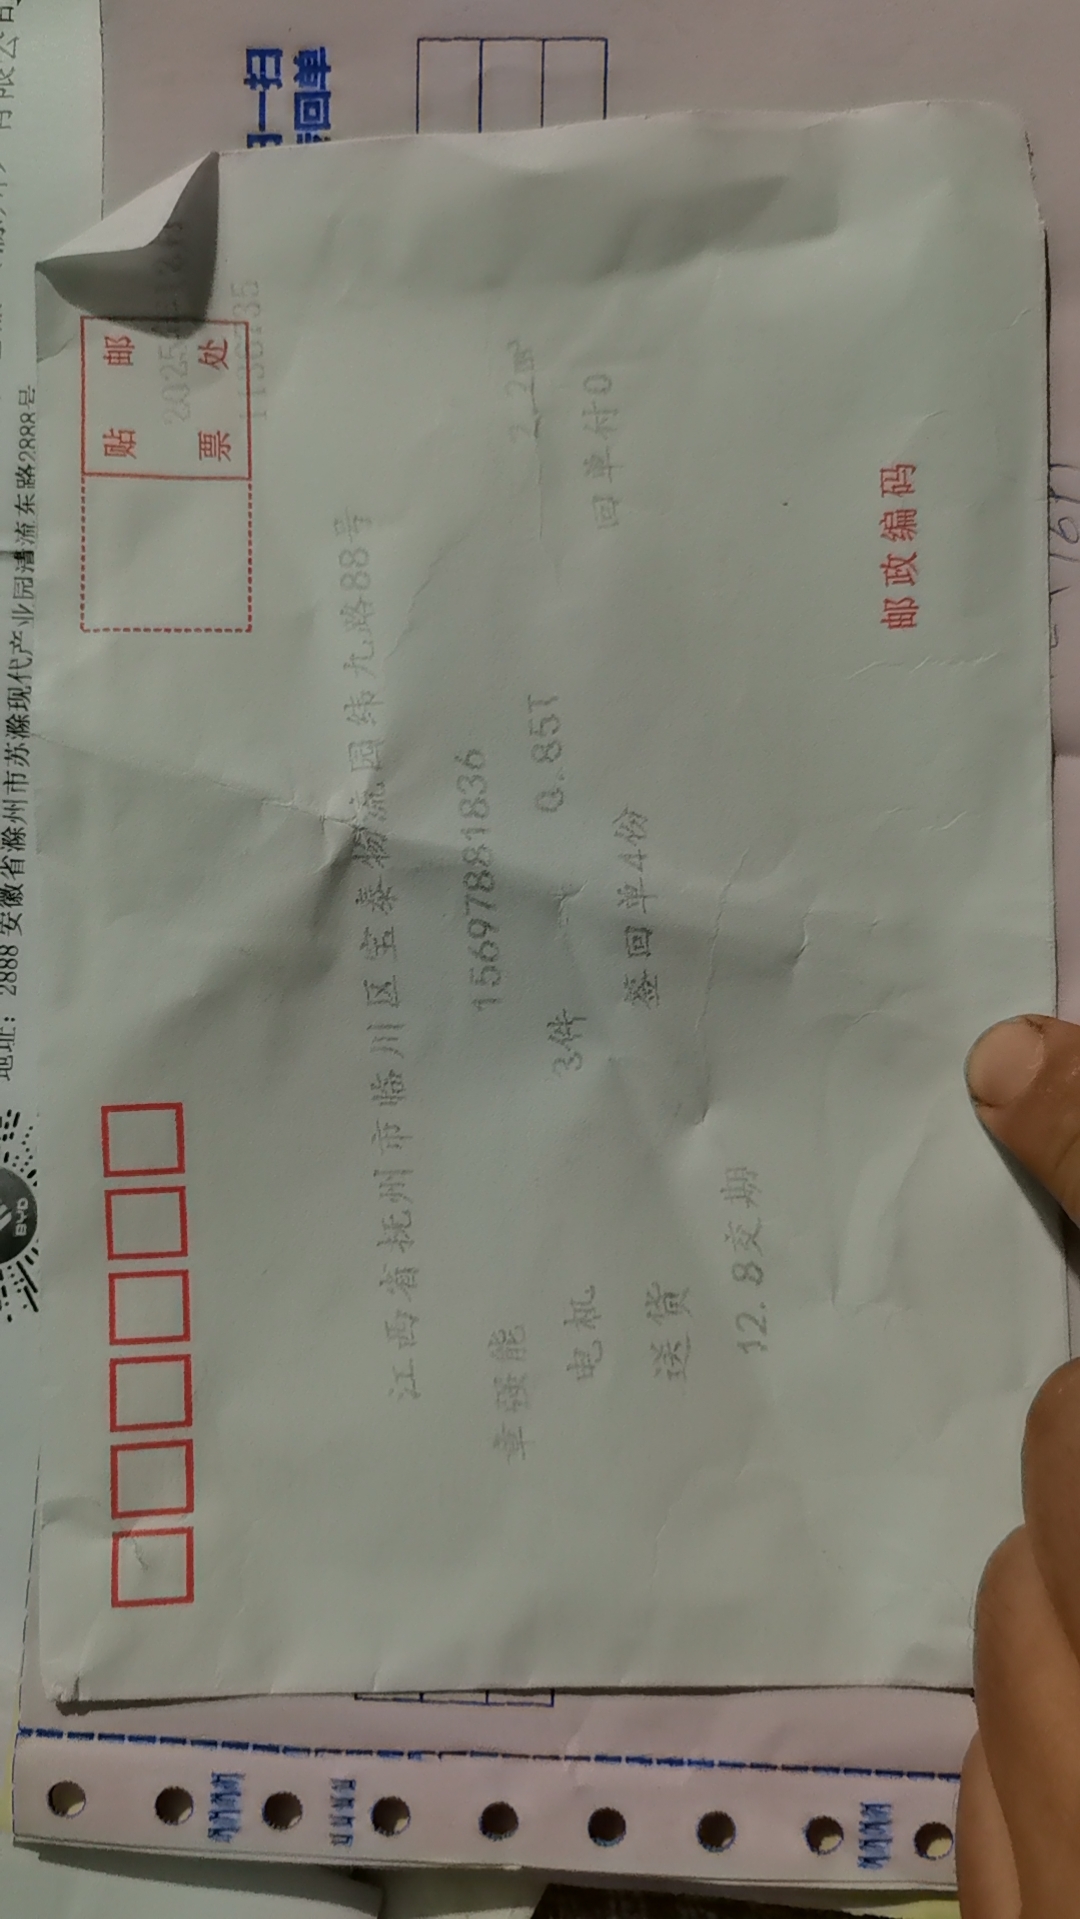 地址：2888 安徽省滁州市苏滁现代产业园清流东路2888号
BYD
扫一扫
回单
贴 邮
票 处
1136735
江西省抚州市临川区宝泰物流园纬九路88号
章强能 15697881836 2.2m³
电机 3件 0.85T 回单付0
送货 签回单4份
12.8交期
邮政编码